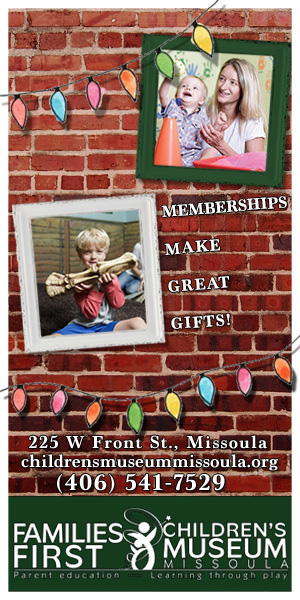 MEMBERSHIPS
MAKE
GREAT
GIFTS!
225 W Front St., Missoula
childrensmuseummissoula.org
(406) 541-7529
FAMILIES FIRST
Parent education
CHILDREN'S MUSEUM
MISSOULA
Learning through play